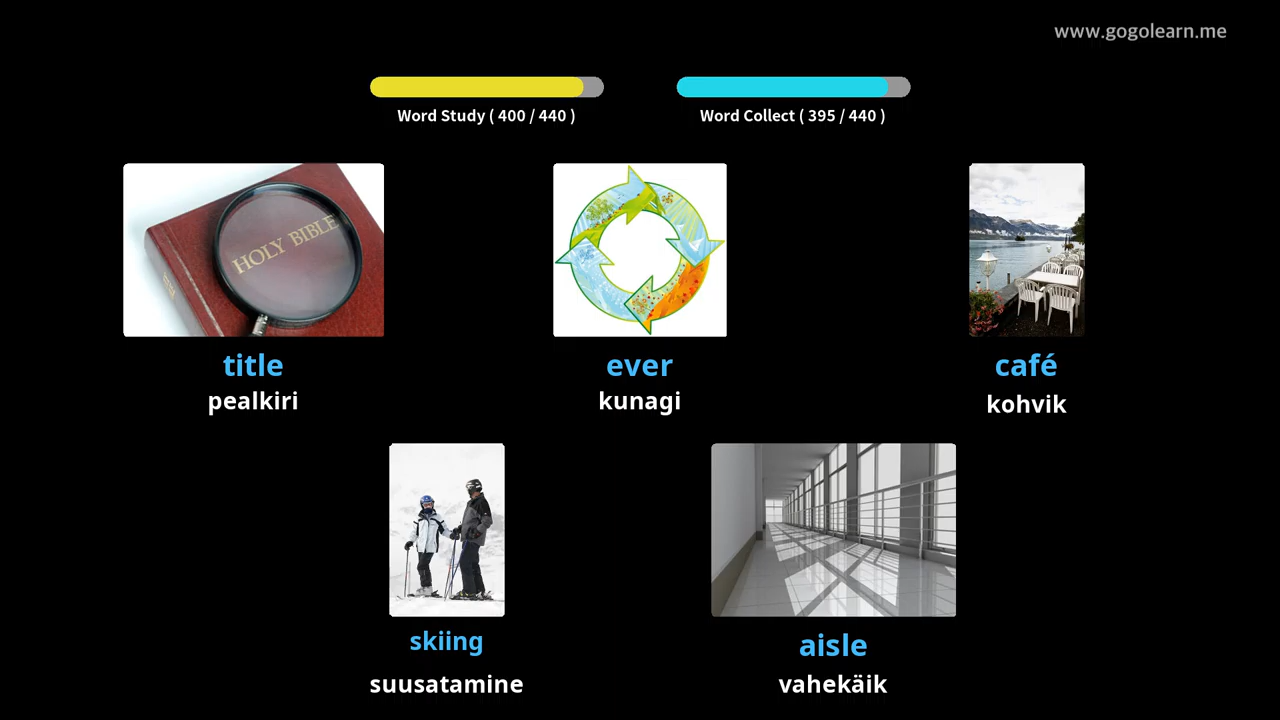 www.gogolearn.me
Word Study ( 400 / 440 )
Word Collect ( 395 / 440 )
HOLY BIBLE
title
pealkiri
ever
kunagi
café
kohvik
skiing
suusatamine
aisle
vahekäik